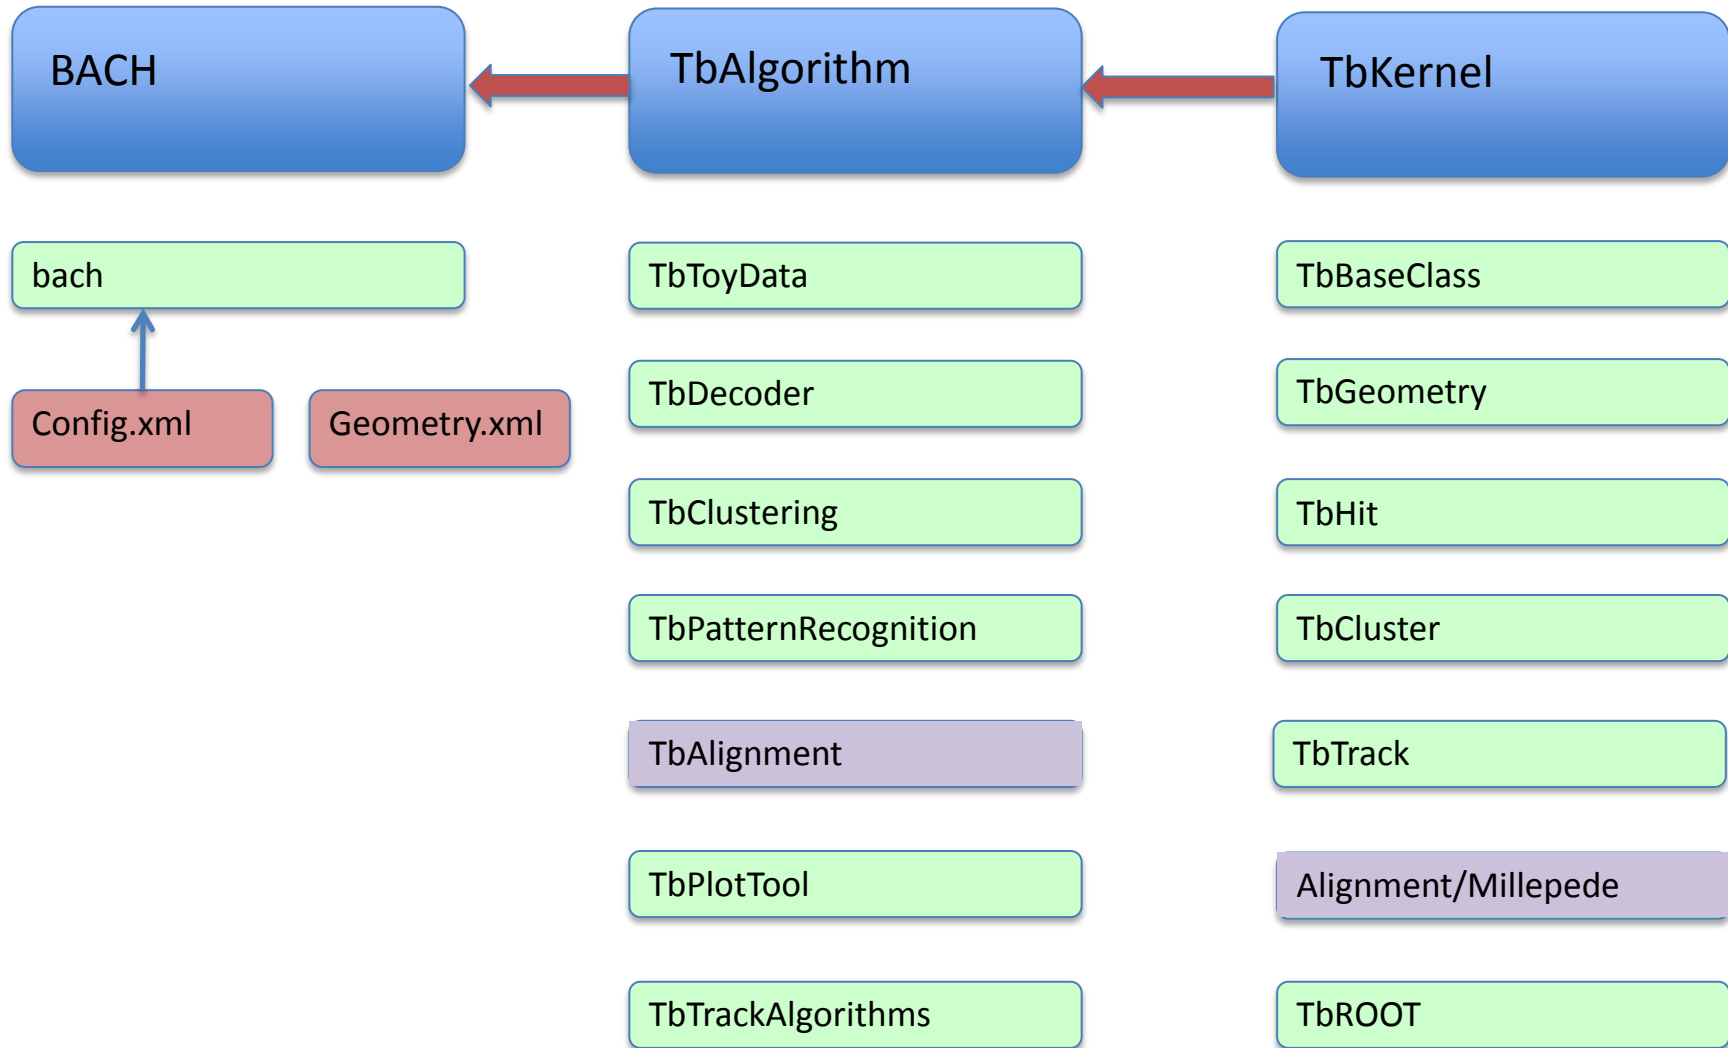 BACH
TbAlgorithm
TbKernel
bach
TbToyData
TbBaseClass
Config.xml
Geometry.xml
TbDecoder
TbGeometry
TbClustering
TbHit
TbPatternRecognition
TbCluster
TbAlignment
TbTrack
TbPlotTool
Alignment/Millepede
TbTrackAlgorithms
TbROOT